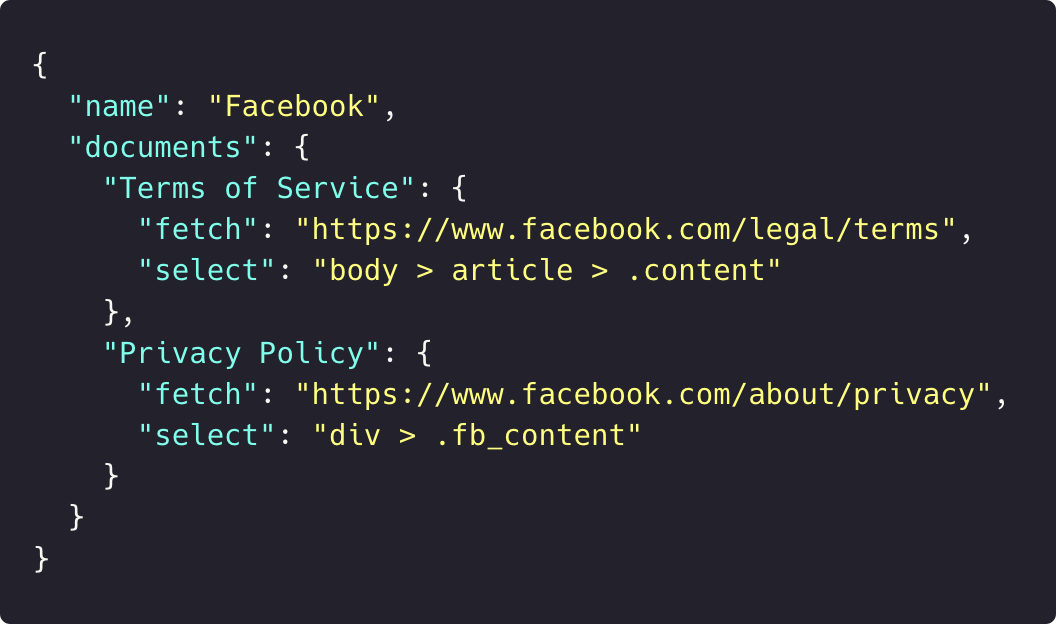 {
  "name": "Facebook",
  "documents": {
    "Terms of Service": {
      "fetch": "https://www.facebook.com/legal/terms",
      "select": "body > article > .content"
    },
    "Privacy Policy": {
      "fetch": "https://www.facebook.com/about/privacy",
      "select": "div > .fb_content"
    }
  }
}